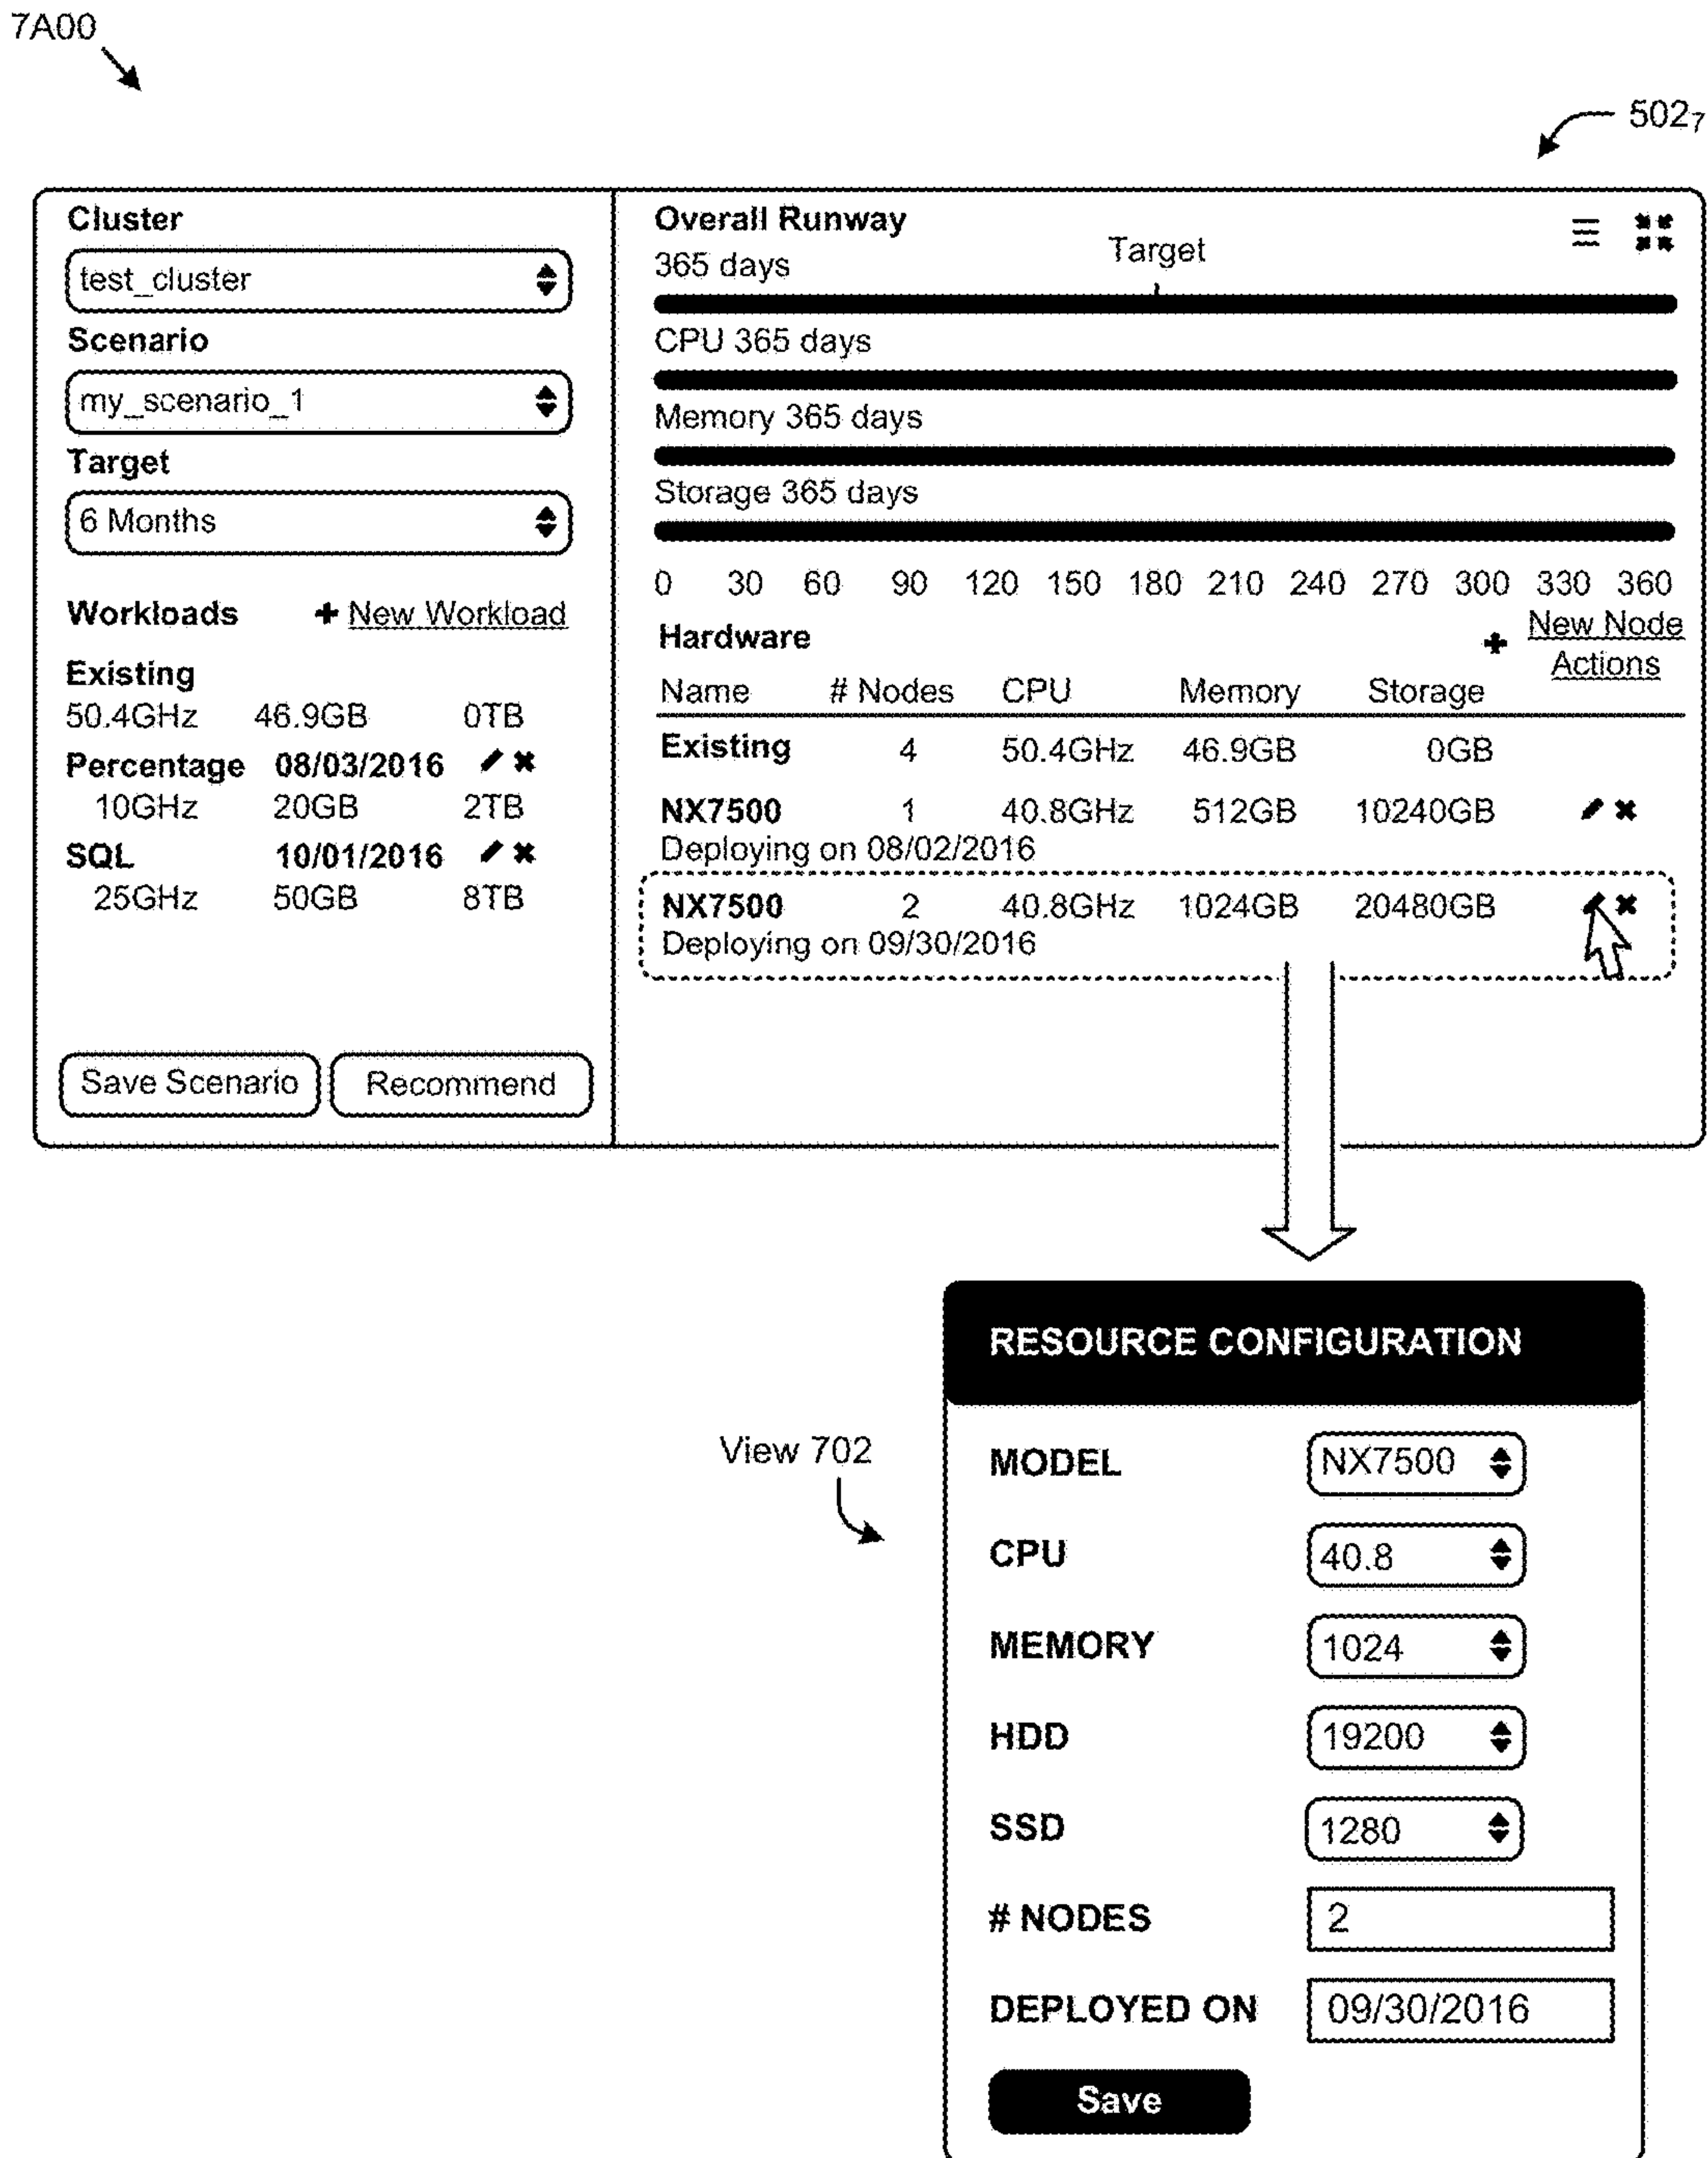 7A00
502₇
Cluster
test_cluster
Scenario
my_scenario_1
Target
6 Months
Workloads + New Workload
Existing
50.4GHz 46.9GB 0TB
Percentage 08/03/2016
10GHz 20GB 2TB
SQL 10/01/2016
25GHz 50GB 8TB
Save Scenario Recommend
Overall Runway
365 days Target
CPU 365 days
Memory 365 days
Storage 365 days
0 30 60 90 120 150 180 210 240 270 300 330 360
Hardware + New Node
Actions
Name # Nodes CPU Memory Storage
Existing 4 50.4GHz 46.9GB 0GB
NX7500 1 40.8GHz 512GB 10240GB
Deploying on 08/02/2016
NX7500 2 40.8GHz 1024GB 20480GB
Deploying on 09/30/2016
View 702
RESOURCE CONFIGURATION
MODEL NX7500
CPU 40.8
MEMORY 1024
HDD 19200
SSD 1280
# NODES 2
DEPLOYED ON 09/30/2016
Save